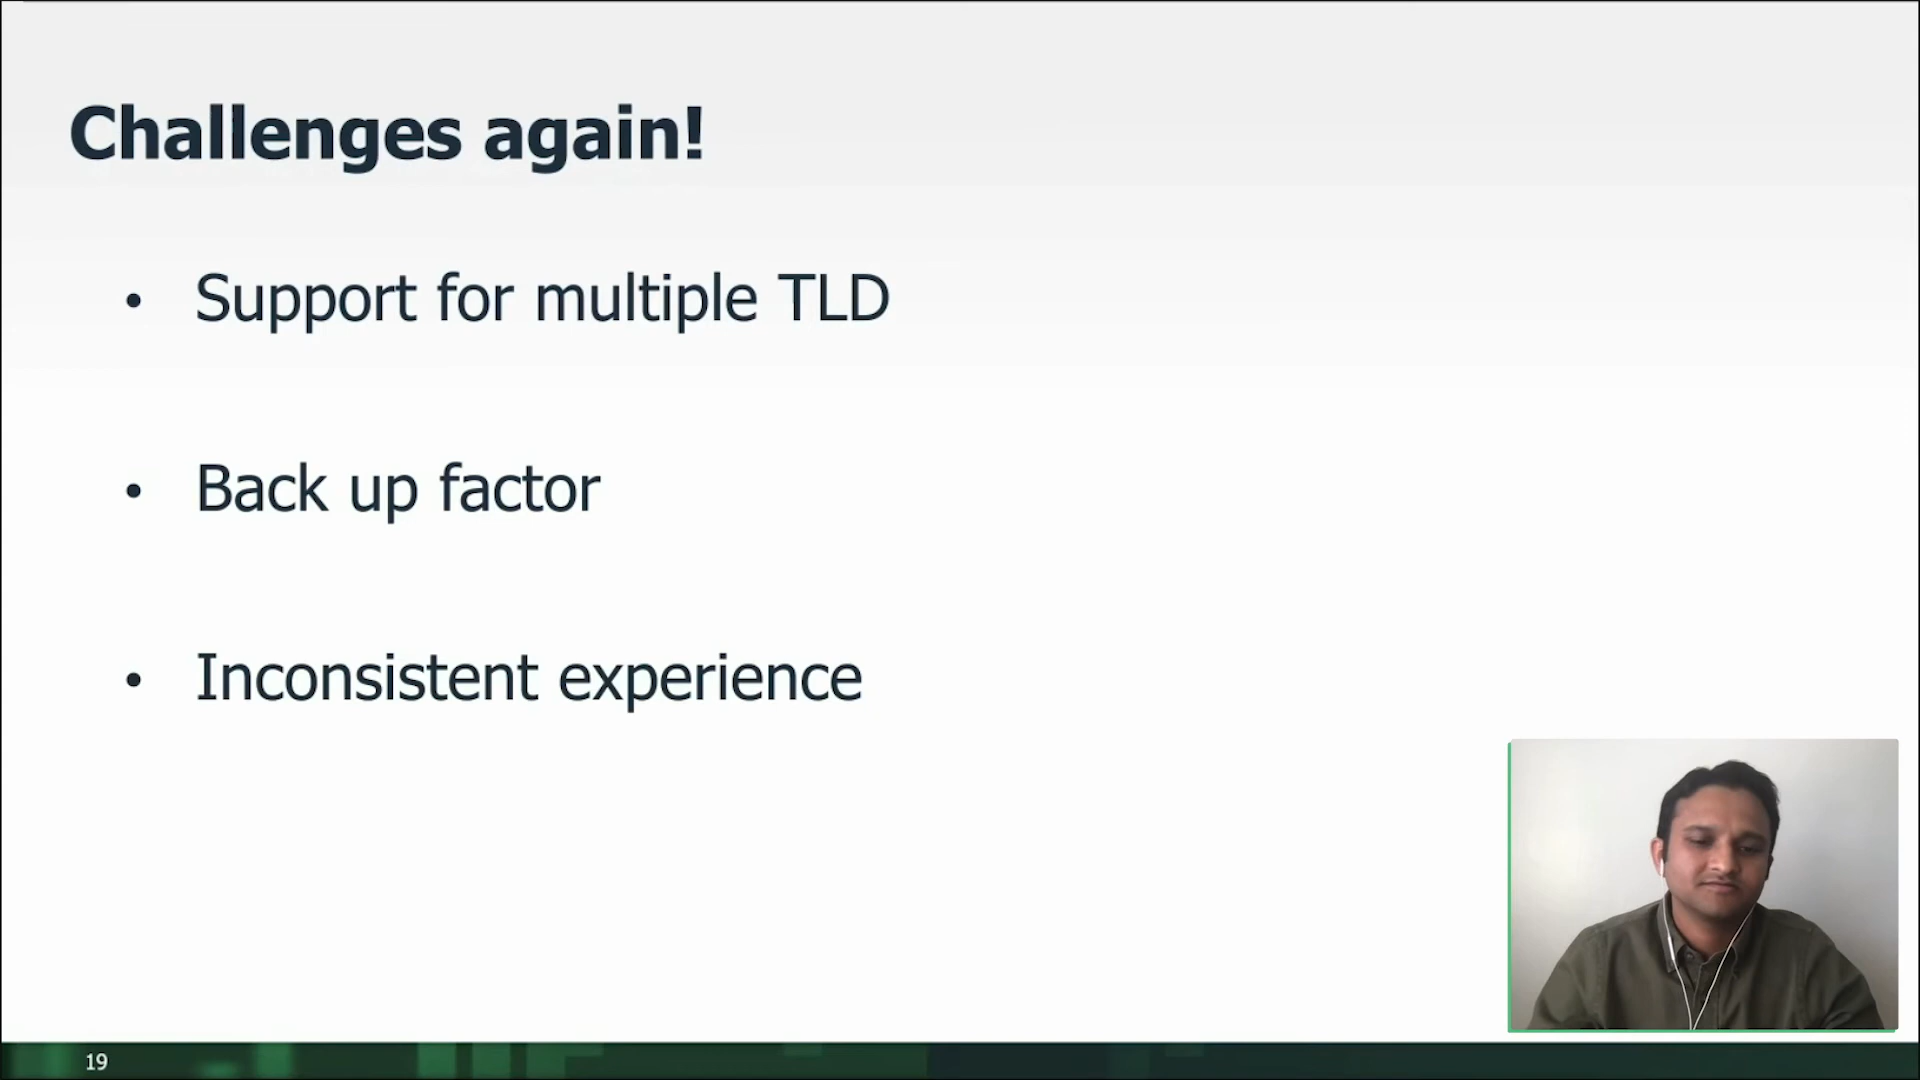 Challenges again!
• Support for multiple TLD
• Back up factor
• Inconsistent experience
19